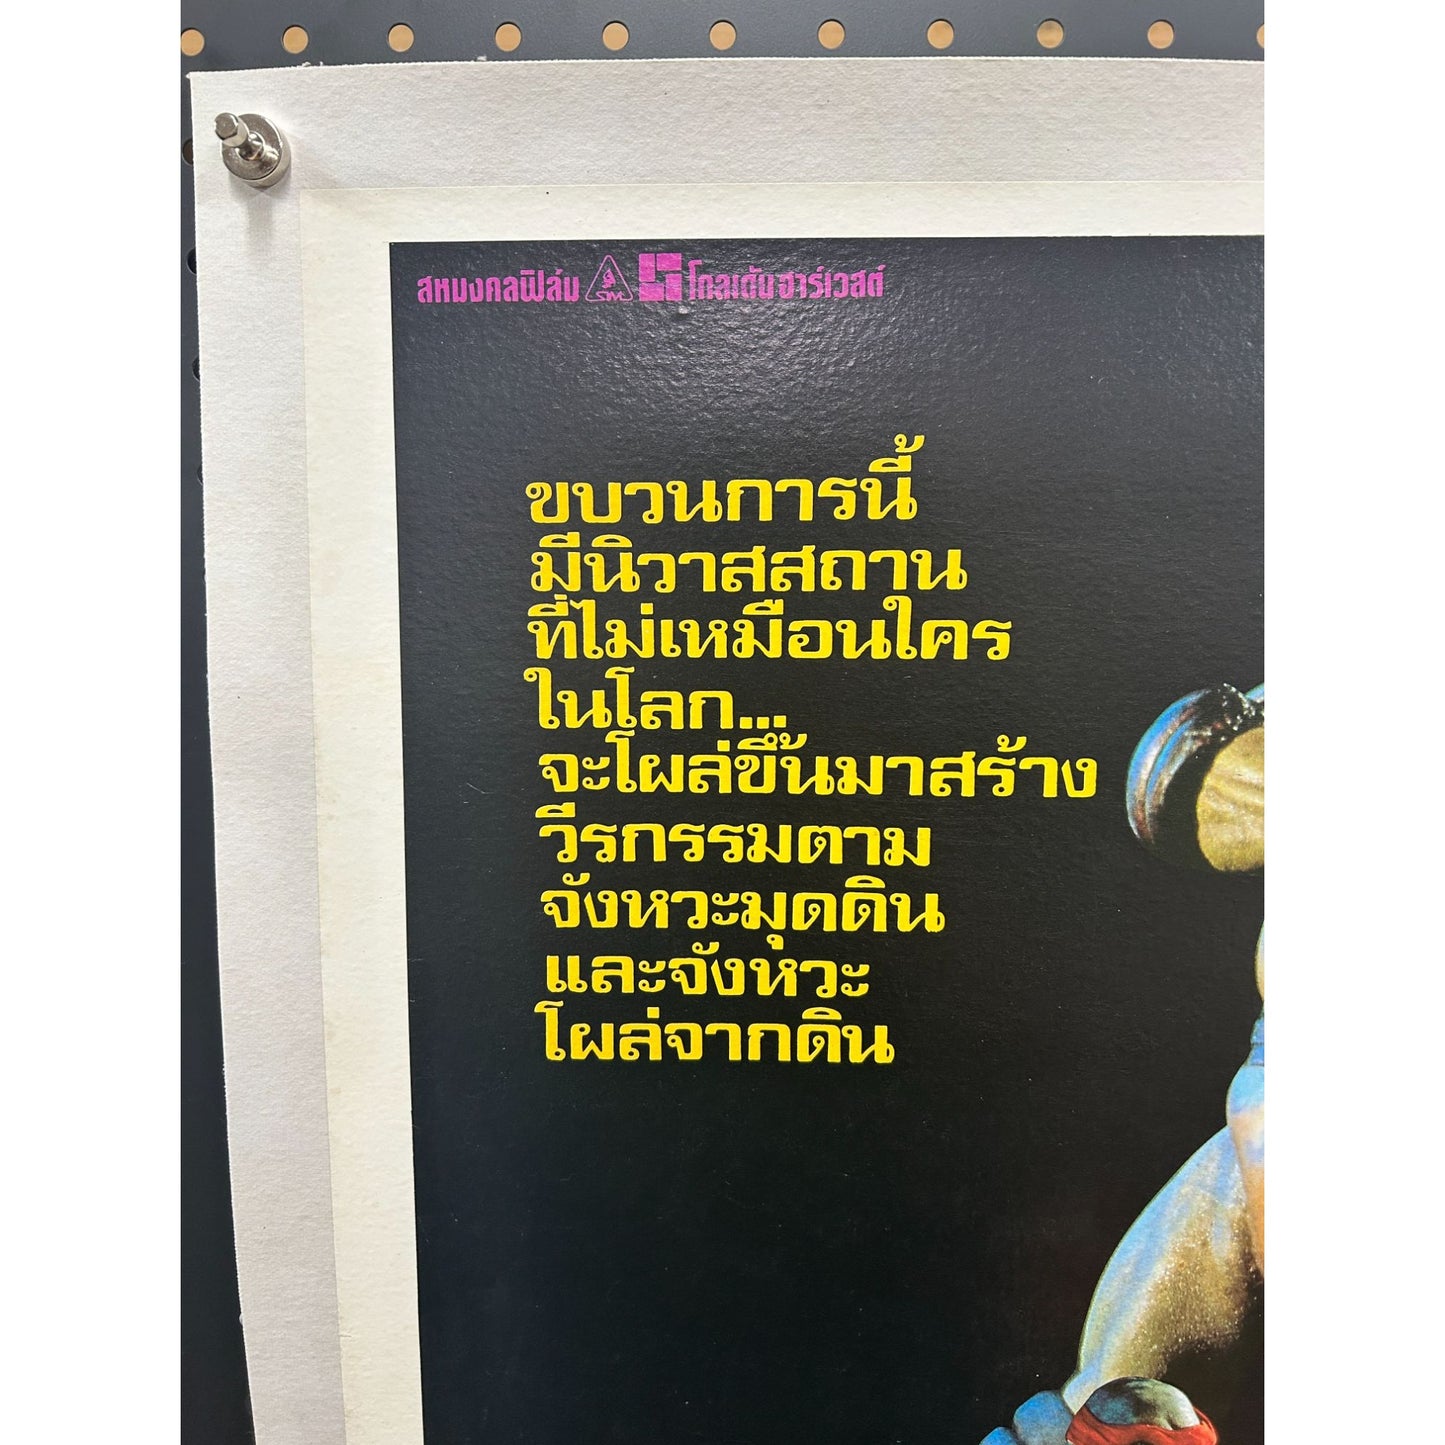 สหมงคลฟิล์ม SM โกลเด้นฮาร์เวสต์
ขบวนการนี้
มีนิวาสสถาน
ที่ไม่เหมือนใคร
ในโลก...
จะโผล่ขึ้นมาสร้าง
วีรกรรมตาม
จังหวะมุดดิน
และจังหวะ
โผล่จากดิน